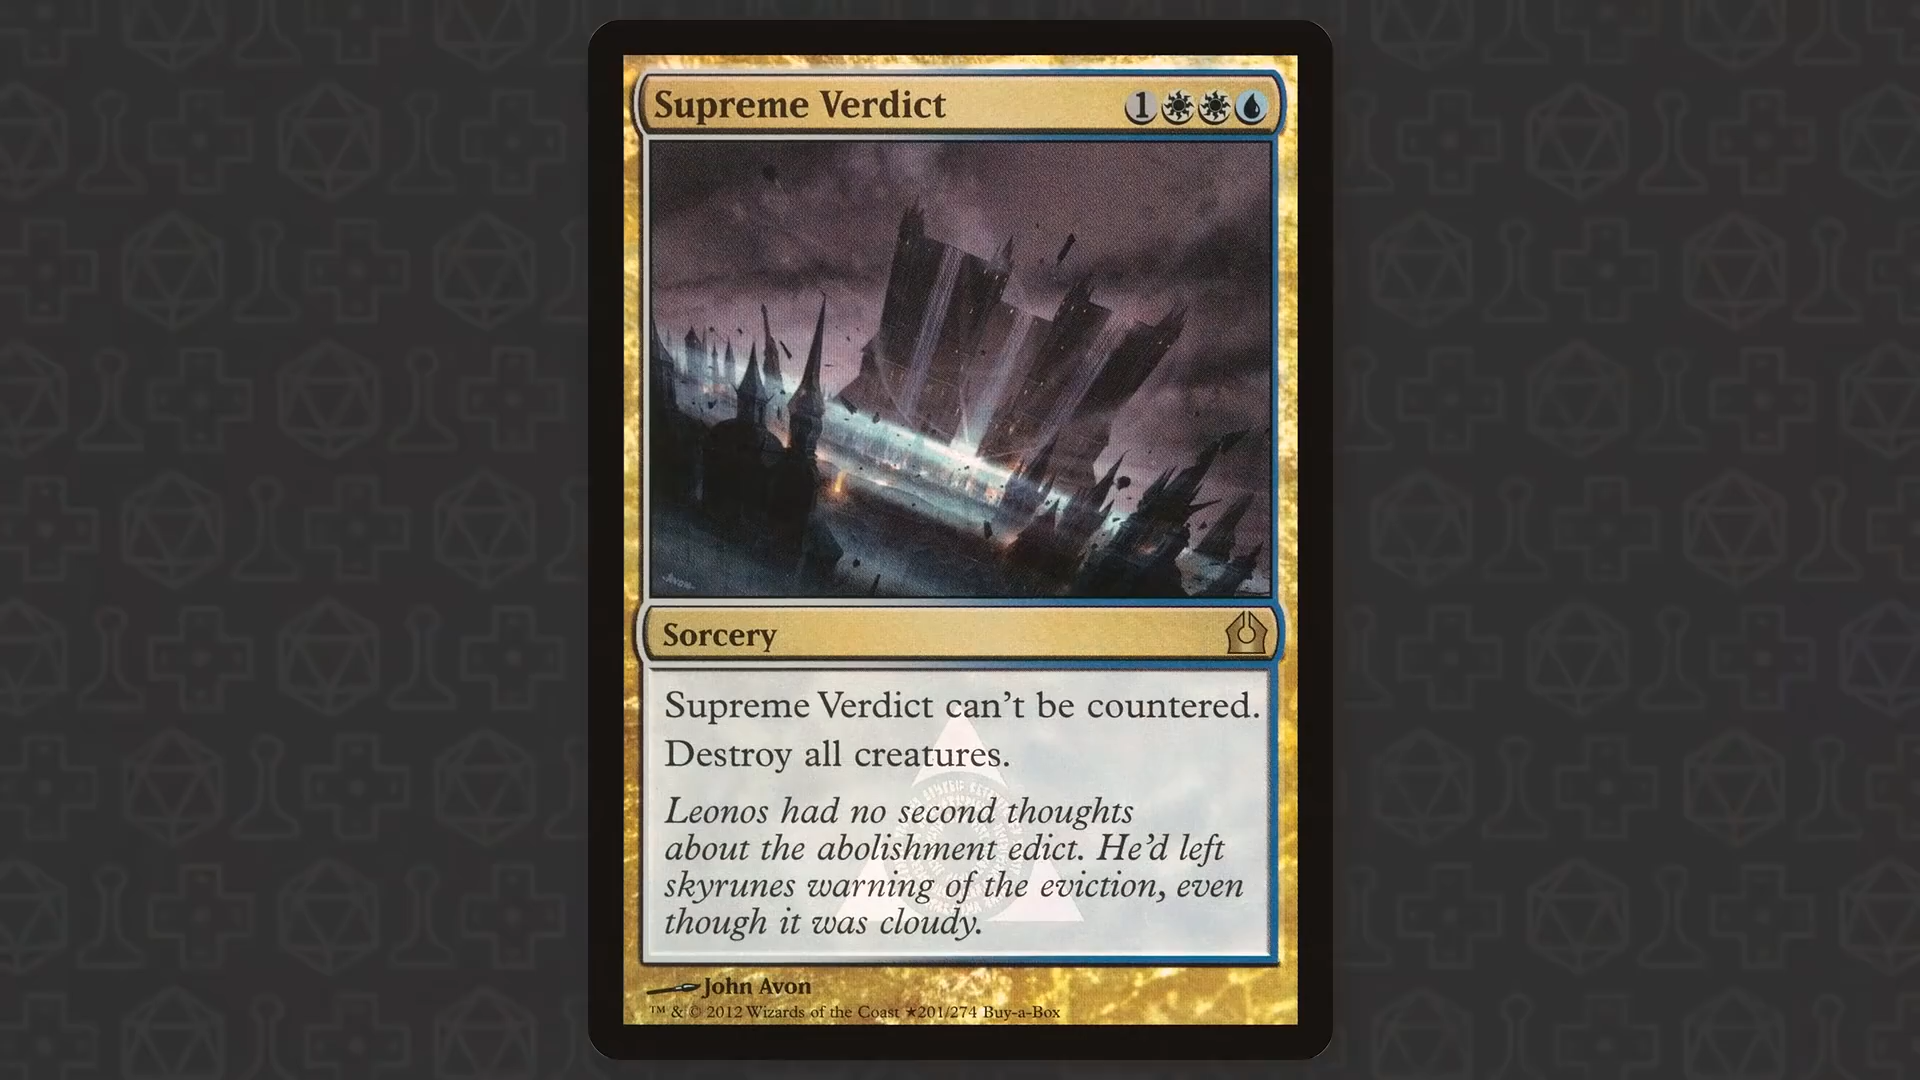 Supreme Verdict 1
AVON
Sorcery
Supreme Verdict can't be countered.
Destroy all creatures.
Leonos had no second thoughts
about the abolishment edict. He'd left
skyrunes warning of the eviction, even
though it was cloudy.
John Avon
™ & © 2012 Wizards of the Coast ★201/274 Buy-a-Box